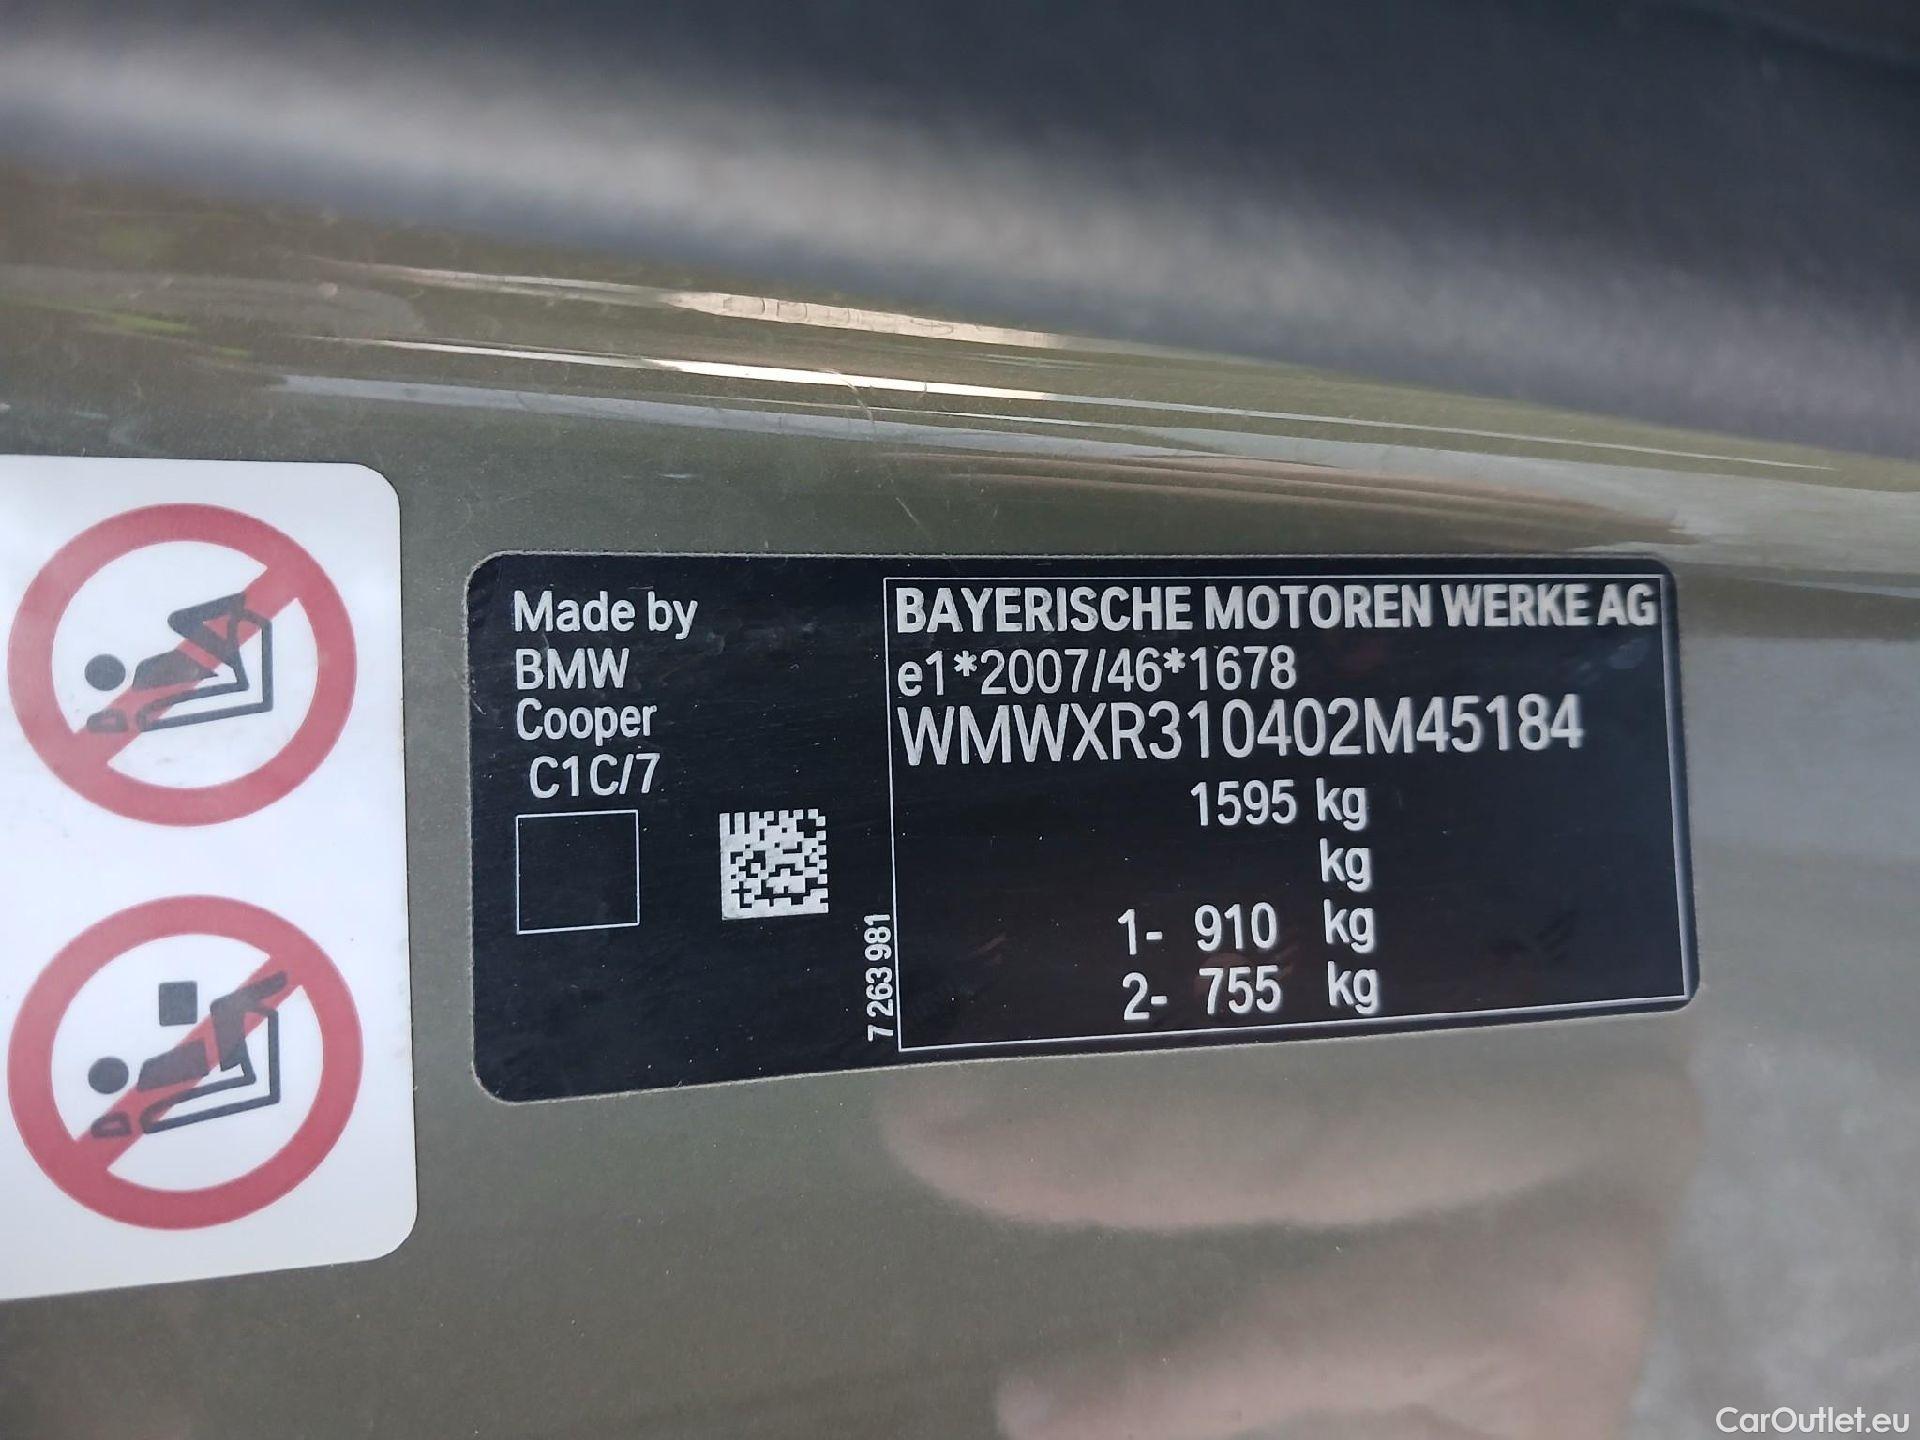 Made by
BMW
Cooper
C1C/7
7 263 981
BAYERISCHE MOTOREN WERKE AG
e1*2007/46*1678
WMWXR310402M45184
1595 kg
kg
1- 910 kg
2- 755 kg
CarOutlet.eu